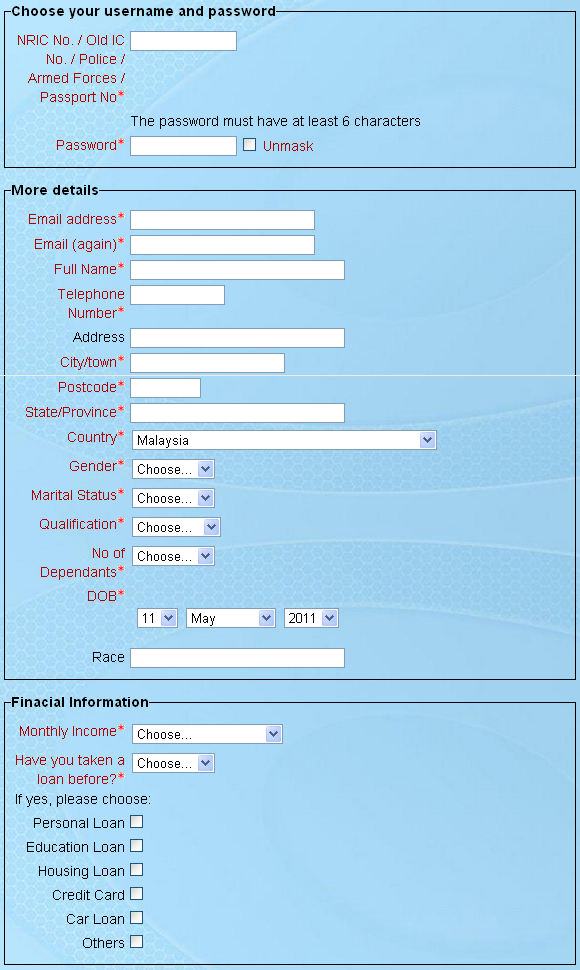 Choose your username and password
NRIC No. / Old IC
No. / Police /
Armed Forces /
Passport No*
The password must have at least 6 characters
Password* Unmask
More details
Email address*
Email (again)*
Full Name*
Telephone
Number*
Address
City/town*
Postcode*
State/Province*
Country* Malaysia
Gender* Choose...
Marital Status* Choose...
Qualification* Choose...
No of Choose...
Dependants*
DOB*
11 May 2011
Race
Finacial Information
Monthly Income* Choose...
Have you taken a Choose...
loan before?*
If yes, please choose:
Personal Loan
Education Loan
Housing Loan
Credit Card
Car Loan
Others